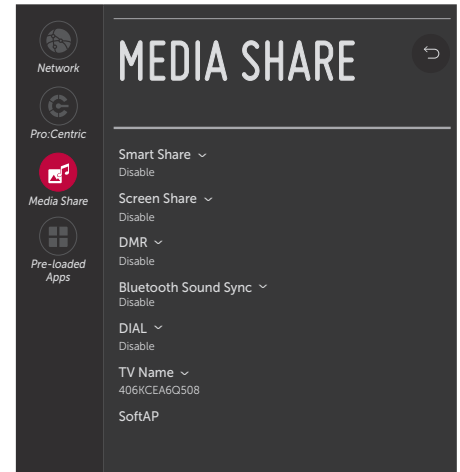 Network
Pro:Centric
Media Share
Pre-loaded
Apps
MEDIA SHARE
Smart Share
Disable
Screen Share
Disable
DMR
Disable
Bluetooth Sound Sync
Disable
DIAL
Disable
TV Name
406KCEA6Q508
SoftAP